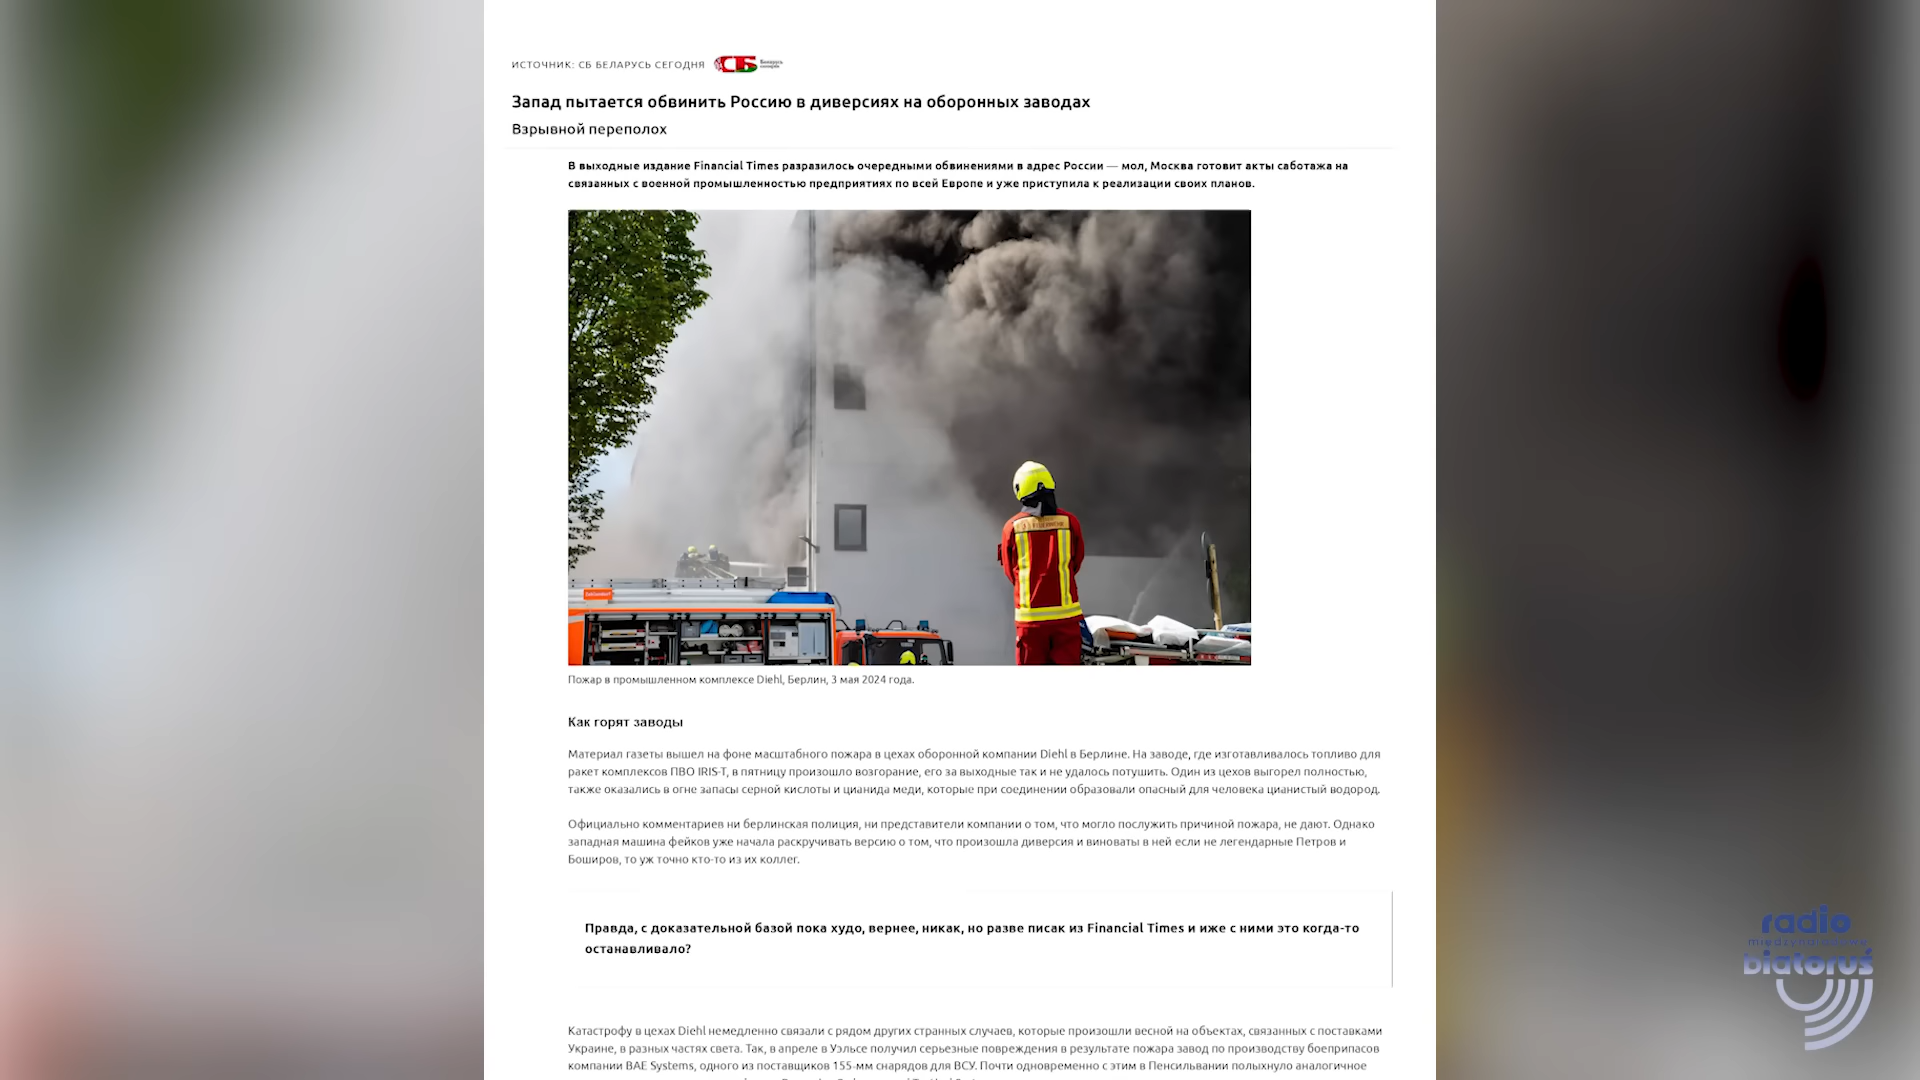 ИСТОЧНИК: СБ БЕЛАРУСЬ СЕГОДНЯ
СБ
Запад пытается обвинить Россию в диверсиях на оборонных заводах
Взрывной переполох
В выходные издание Financial Times разразилось очередными обвинениями в адрес России — мол, Москва готовит акты саботажа на
связанных с военной промышленностью предприятиях по всей Европе и уже приступила к реализации своих планов.
Пожар в промышленном комплексе Diehl, Берлин, 3 мая 2024 года.
Как горят заводы
Материал газеты вышел на фоне масштабного пожара в цехах оборонной компании Diehl в Берлине. На заводе, где изготавливалось топливо для
ракет комплексов ПВО IRIS-T, в пятницу произошло возгорание, его за выходные так и не удалось потушить. Один из цехов выгорел полностью,
также оказались в огне запасы серной кислоты и цианида меди, которые при соединении образовали опасный для человека цианистый водород.
Официально комментариев ни берлинская полиция, ни представители компании о том, что могло послужить причиной пожара, не дают. Однако
западная машина фейков уже начала раскручивать версию о том, что произошла диверсия и виноваты в ней если не легендарные Петров и
Боширов, то уж точно кто-то из их коллег.
Правда, с доказательной базой пока худо, вернее, никак, но разве писак из Financial Times и иже с ними это когда-то
останавливало?
Катастрофу в цехах Diehl немедленно связали с рядом других странных случаев, которые произошли весной на объектах, связанных с поставками
Украине, в разных частях света. Так, в апреле в Уэльсе получил серьезные повреждения в результате пожара завод по производству боеприпасов
компании BAE Systems, одного из поставщиков 155-мм снарядов для ВСУ. Почти одновременно с этим в Пенсильвании полыхнуло аналогичное
radio
międzynarodowe
białoruś